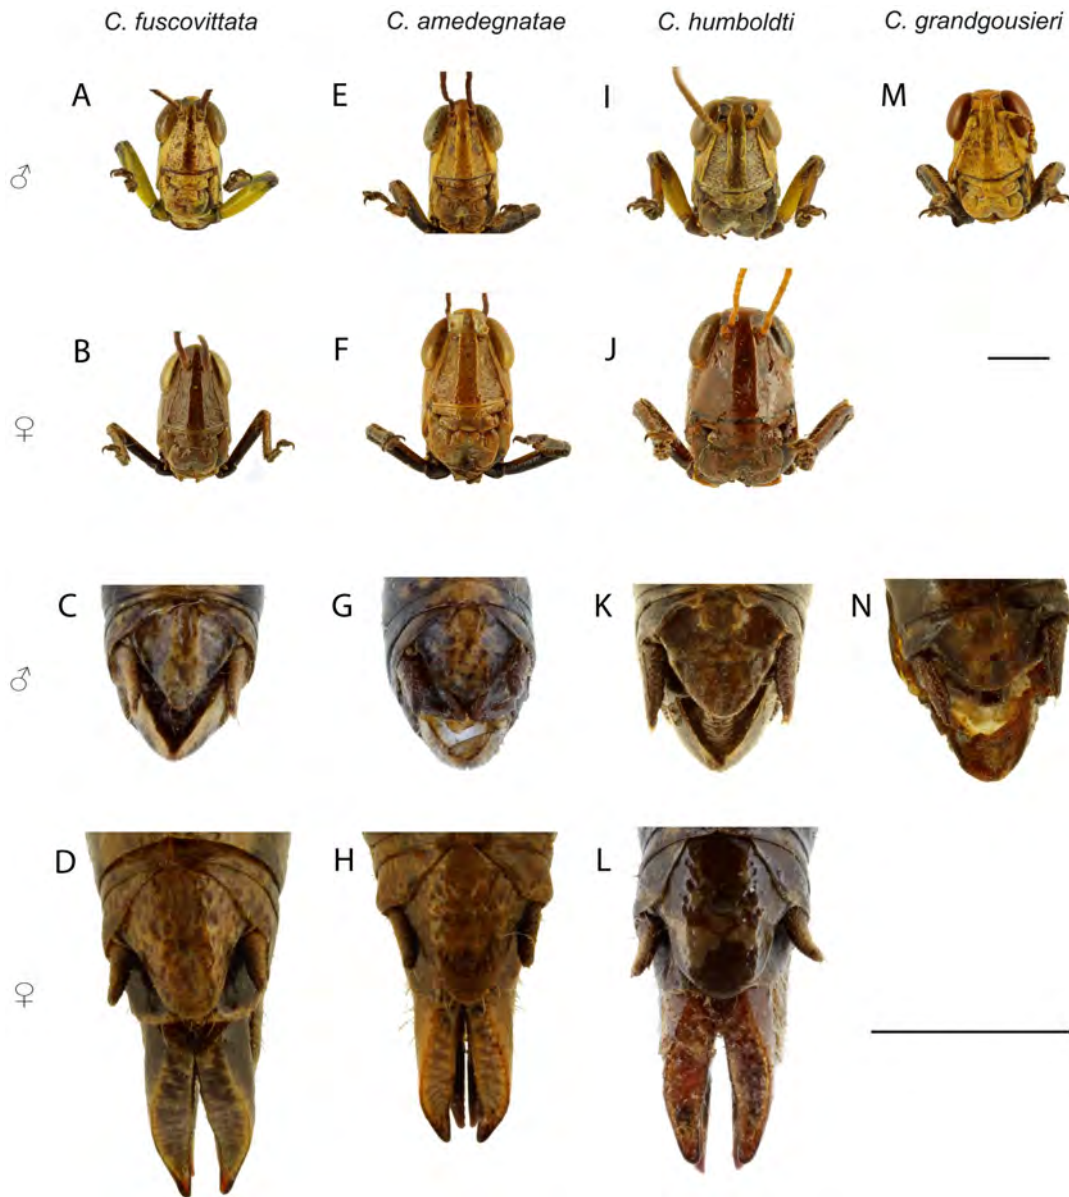 C. fuscovittata C. amedegnatae C. humboldti C. grandgousieri
A E I M
♂
B F J
♀
C G K N
♂
D H L
♀